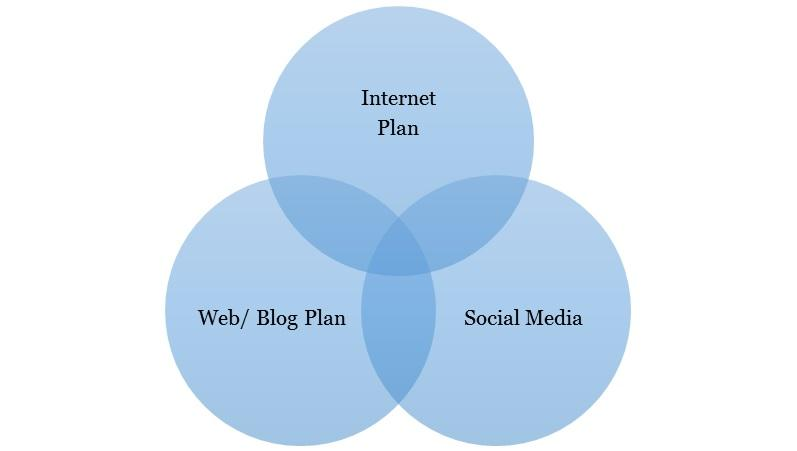 Internet
Plan
Web/ Blog Plan
Social Media